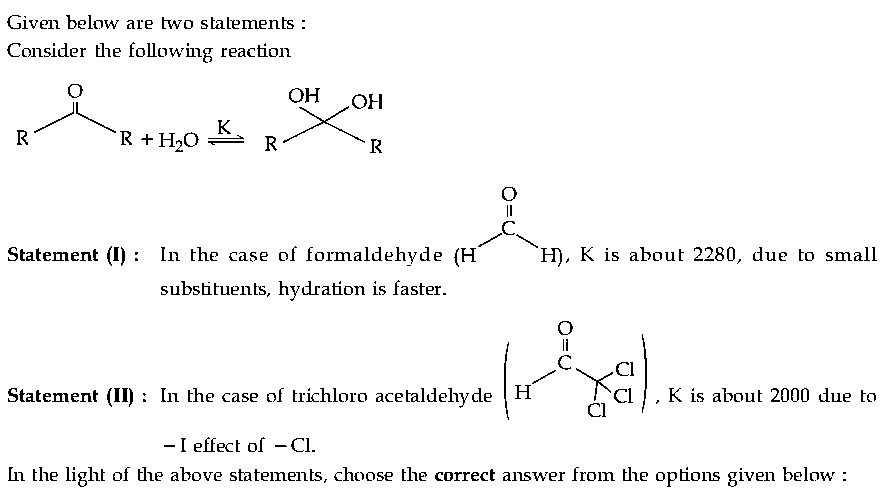 Given below are two statements :
Consider the following reaction
O
R R + H₂O K ⇌ OH OH R R
O
C
Statement (I) : In the case of formaldehyde (H H), K is about 2280, due to small
substituents, hydration is faster.
O
C Cl
Statement (II) : In the case of trichloro acetaldehyde (H Cl Cl), K is about 2000 due to
−I effect of −Cl.
In the light of the above statements, choose the correct answer from the options given below :